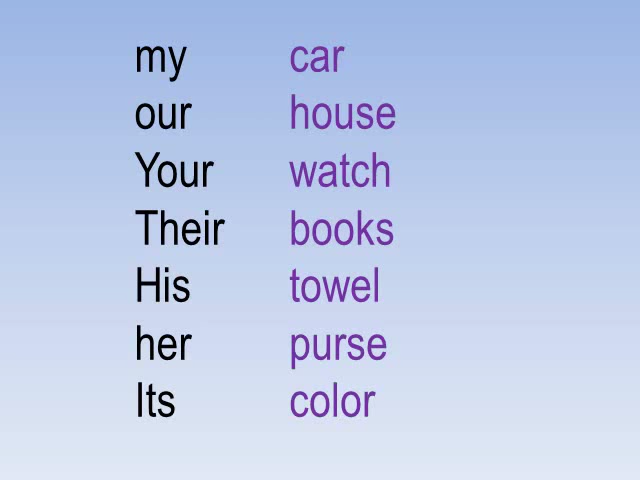 my car
our house
Your watch
Their books
His towel
her purse
Its color